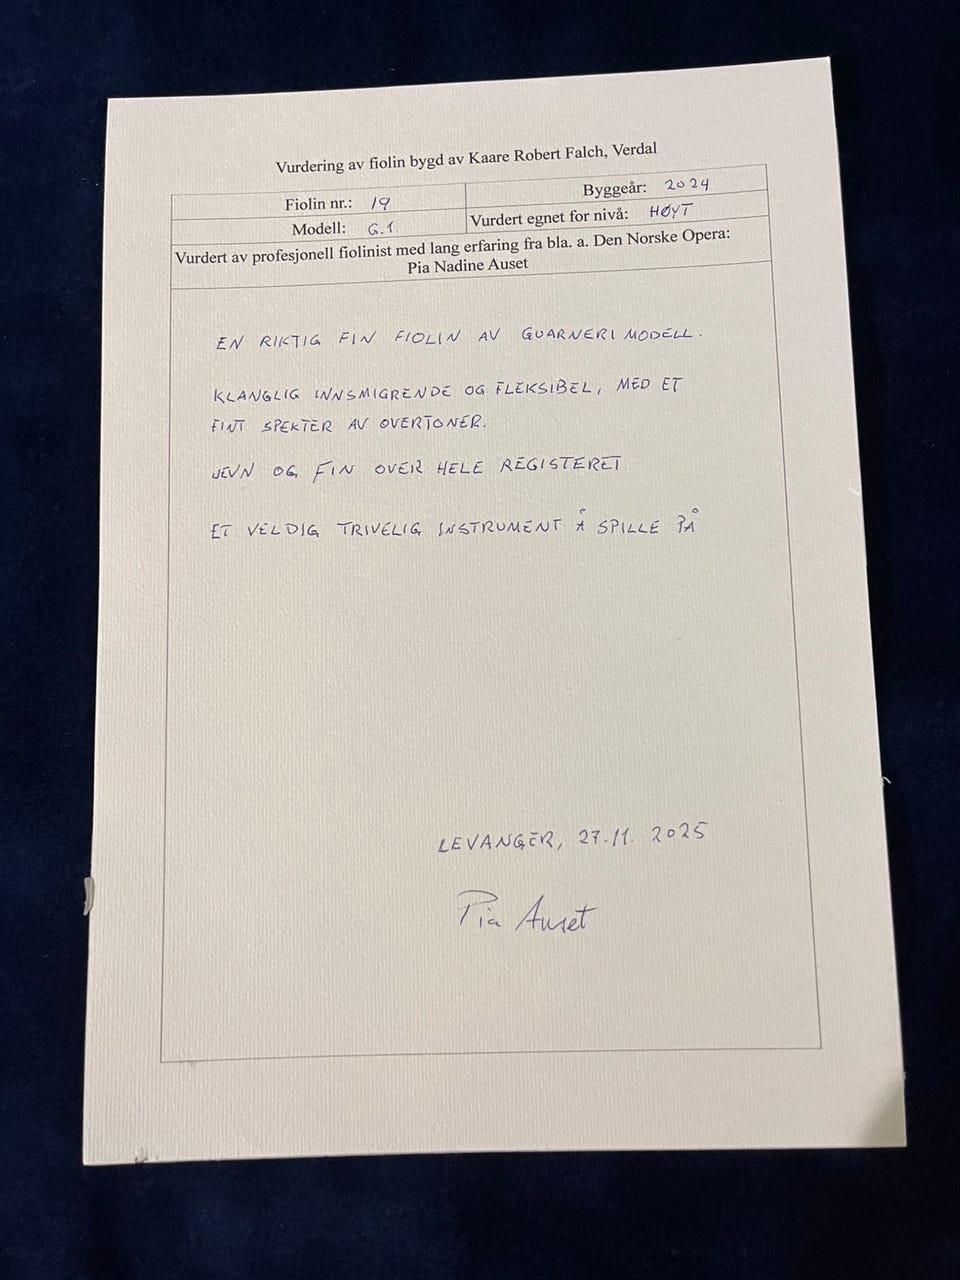 Vurdering av fiolin bygd av Kaare Robert Falch, Verdal
Fiolin nr.: 19
Byggeår: 2024
Modell: G.1
Vurdert egnet for nivå: HØYT
Vurdert av profesjonell fiolinist med lang erfaring fra bla. a. Den Norske Opera:
Pia Nadine Auset
EN RIKTIG FIN FIOLIN AV GUARNERI MODELL.
KLANGLIG INNSMIGRENDE OG FLEKSIBEL, MED ET
FINT SPEKTER AV OVERTONER.
JEVN OG FIN OVER HELE REGISTERET
ET VELDIG TRIVELIG INSTRUMENT Å SPILLE PÅ
LEVANGER, 27.11. 2025
Pia Auset